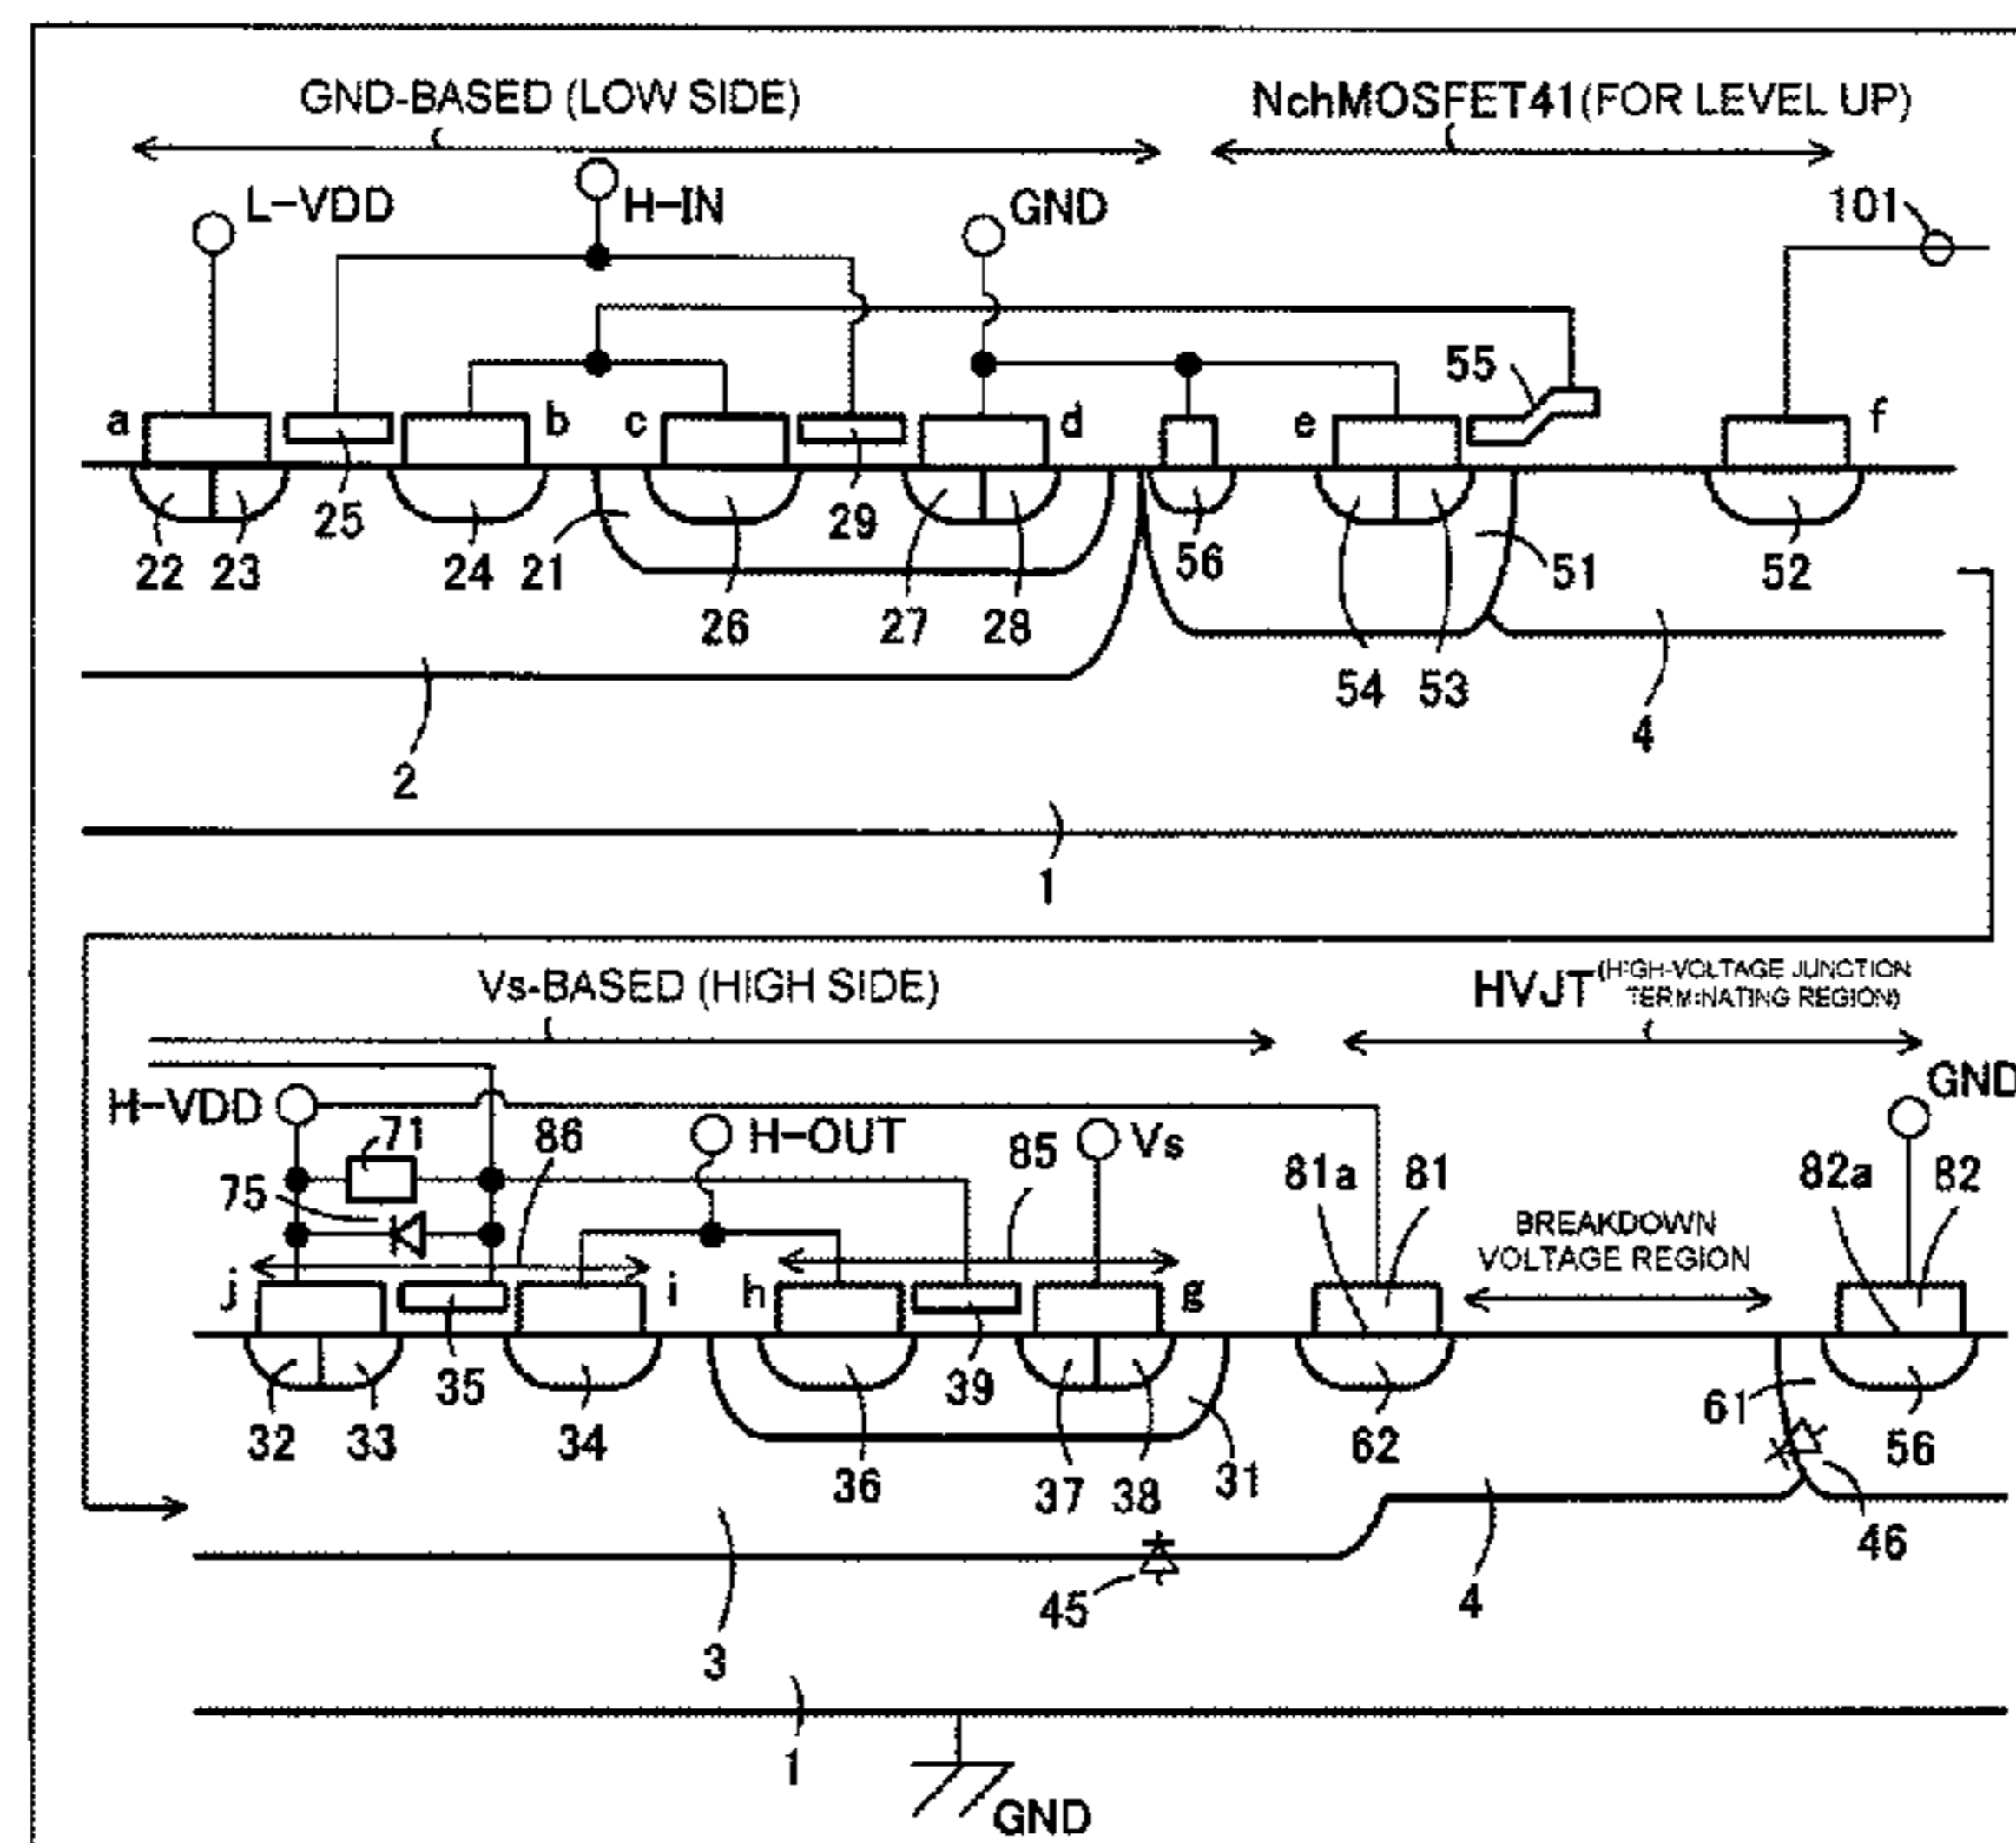 GND-BASED (LOW SIDE) NchMOSFET41(FOR LEVEL UP)
L-VDD H-IN GND 101
55
a b c d e f
22 23 25 24 21 26 29 27 28 56 54 53 51 52
2 4
1
Vs-BASED (HIGH SIDE) HVJT (HIGH-VOLTAGE JUNCTION
TERMINATING REGION)
GND
H-VDD 71 86 H-OUT 85 Vs 81a 81 82a 82
75 BREAKDOWN
VOLTAGE REGION
j i h g
32 33 35 34 36 39 37 38 31 62 61 56
45 46
3 4
1
GND